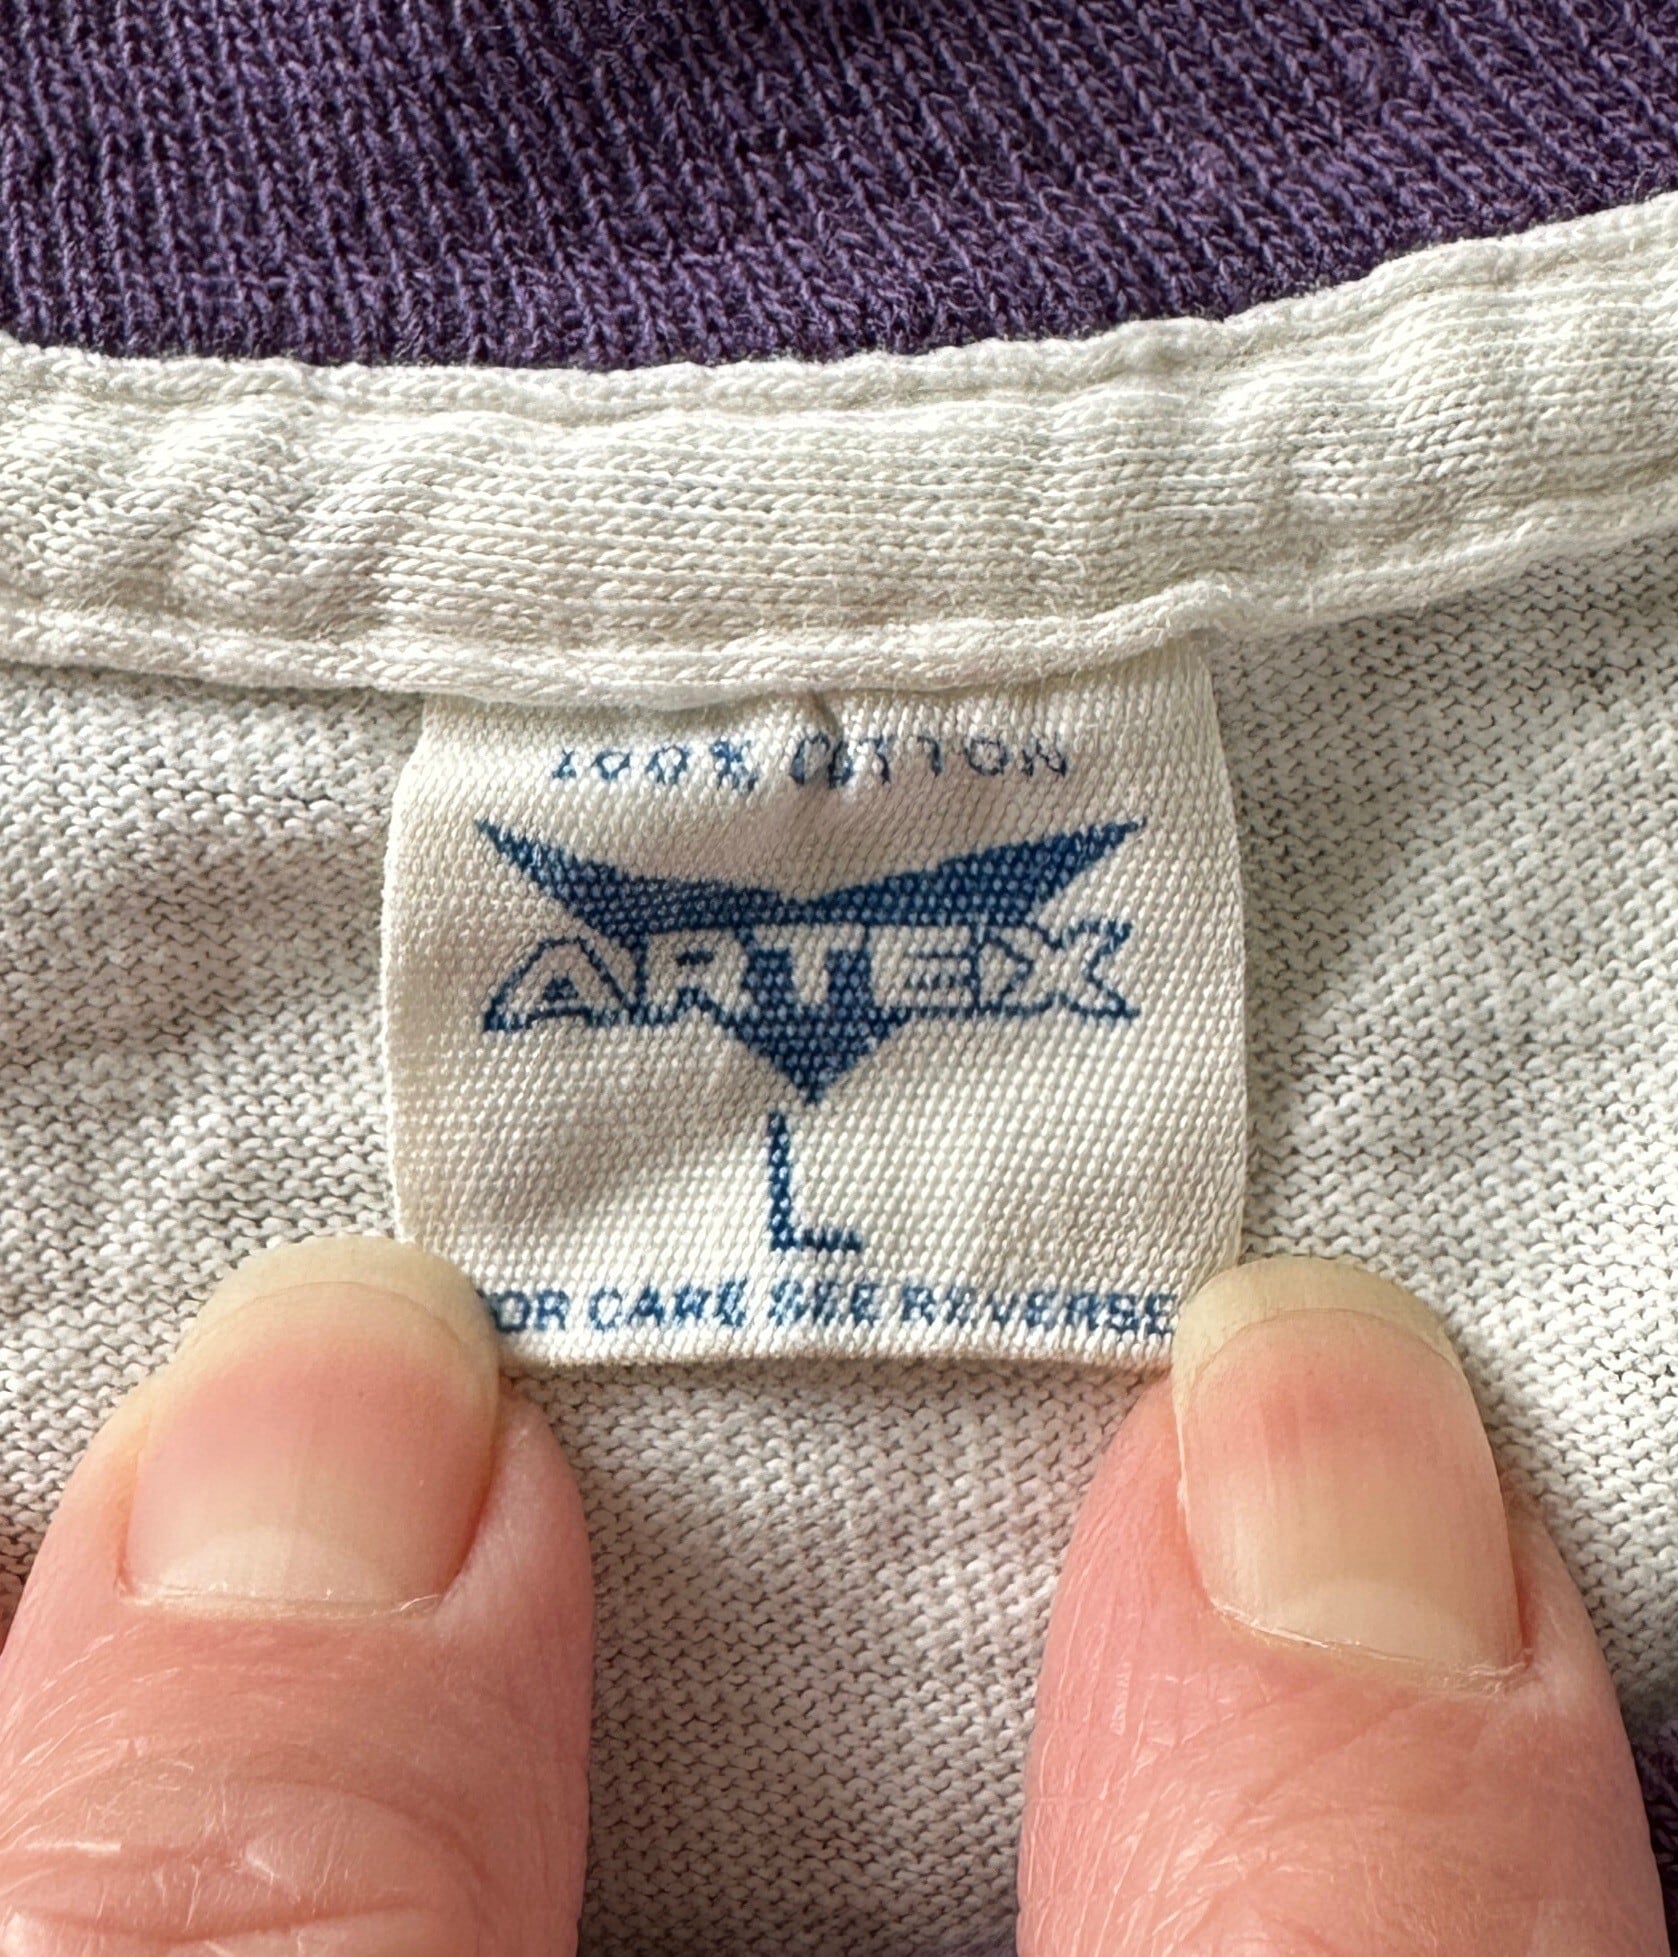 100% COTTON
ARTEX
L
FOR CARE SEE REVERSE